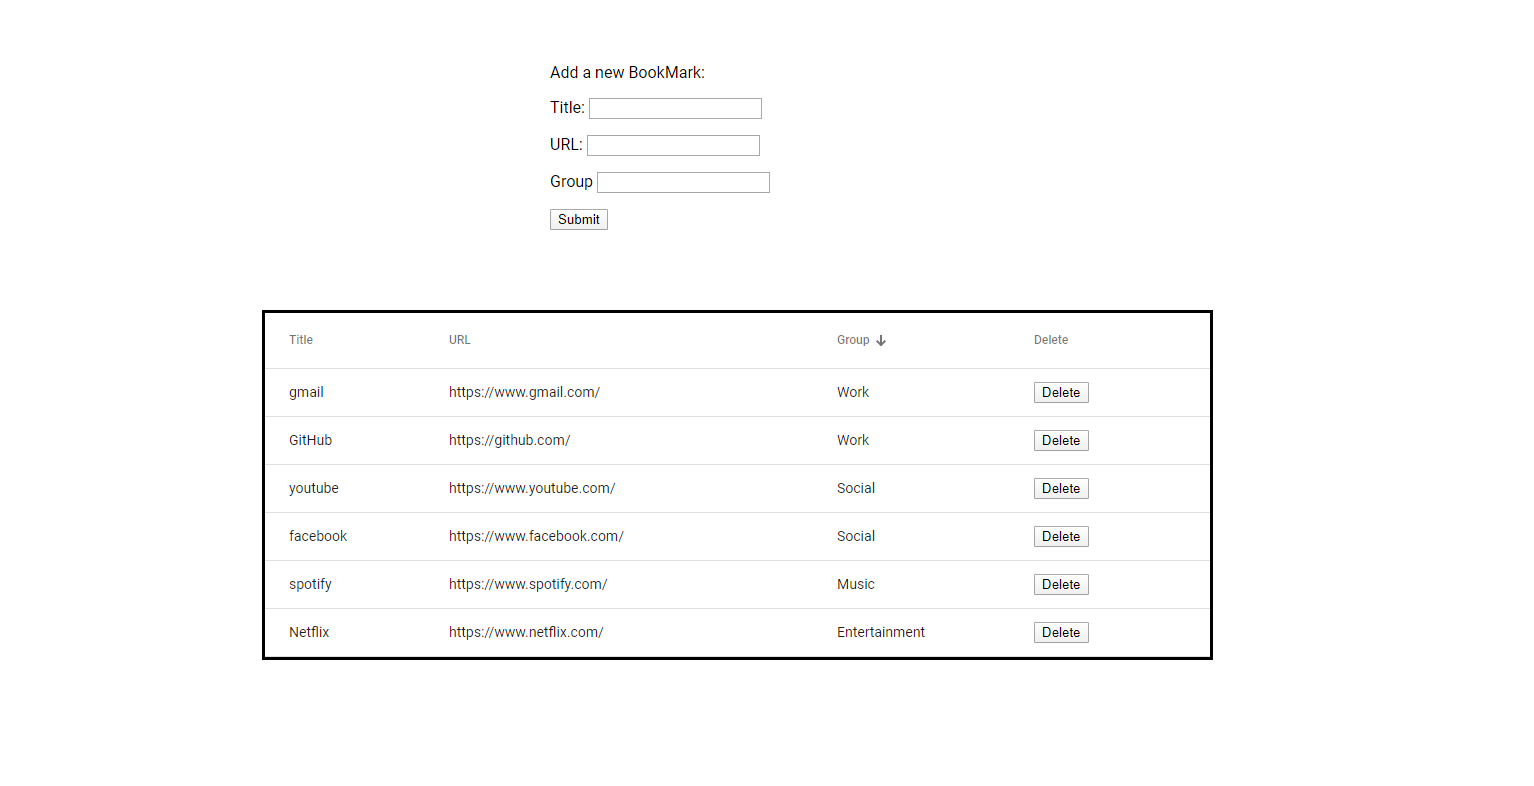 Add a new BookMark:
Title:
URL:
Group
Submit
Title URL Group Delete
gmail https://www.gmail.com/ Work Delete
GitHub https://github.com/ Work Delete
youtube https://www.youtube.com/ Social Delete
facebook https://www.facebook.com/ Social Delete
spotify https://www.spotify.com/ Music Delete
Netflix https://www.netflix.com/ Entertainment Delete